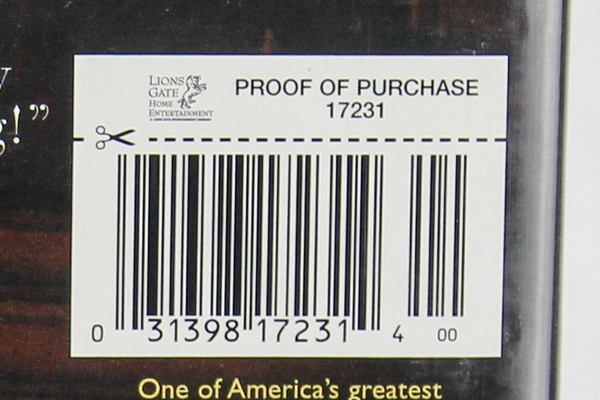 y
g!”
LIONS
GATE
HOME
ENTERTAINMENT
PROOF OF PURCHASE
17231
0 31398 17231 4 00
One of America's greatest